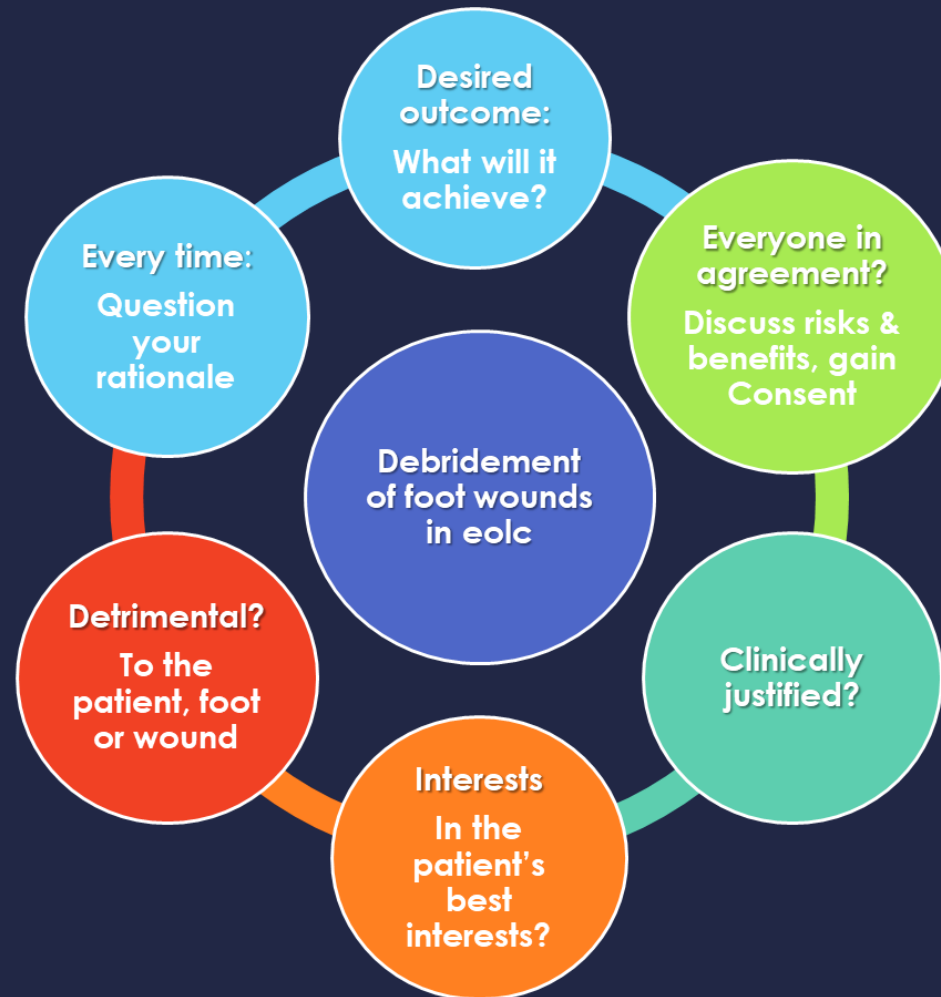 Desired
outcome:
What will it
achieve?
Everyone in
agreement?
Discuss risks &
benefits, gain
Consent
Clinically
justified?
Interests
In the
patient’s
best
interests?
Detrimental?
To the
patient, foot
or wound
Every time:
Question
your
rationale
Debridement
of foot wounds
in eolc